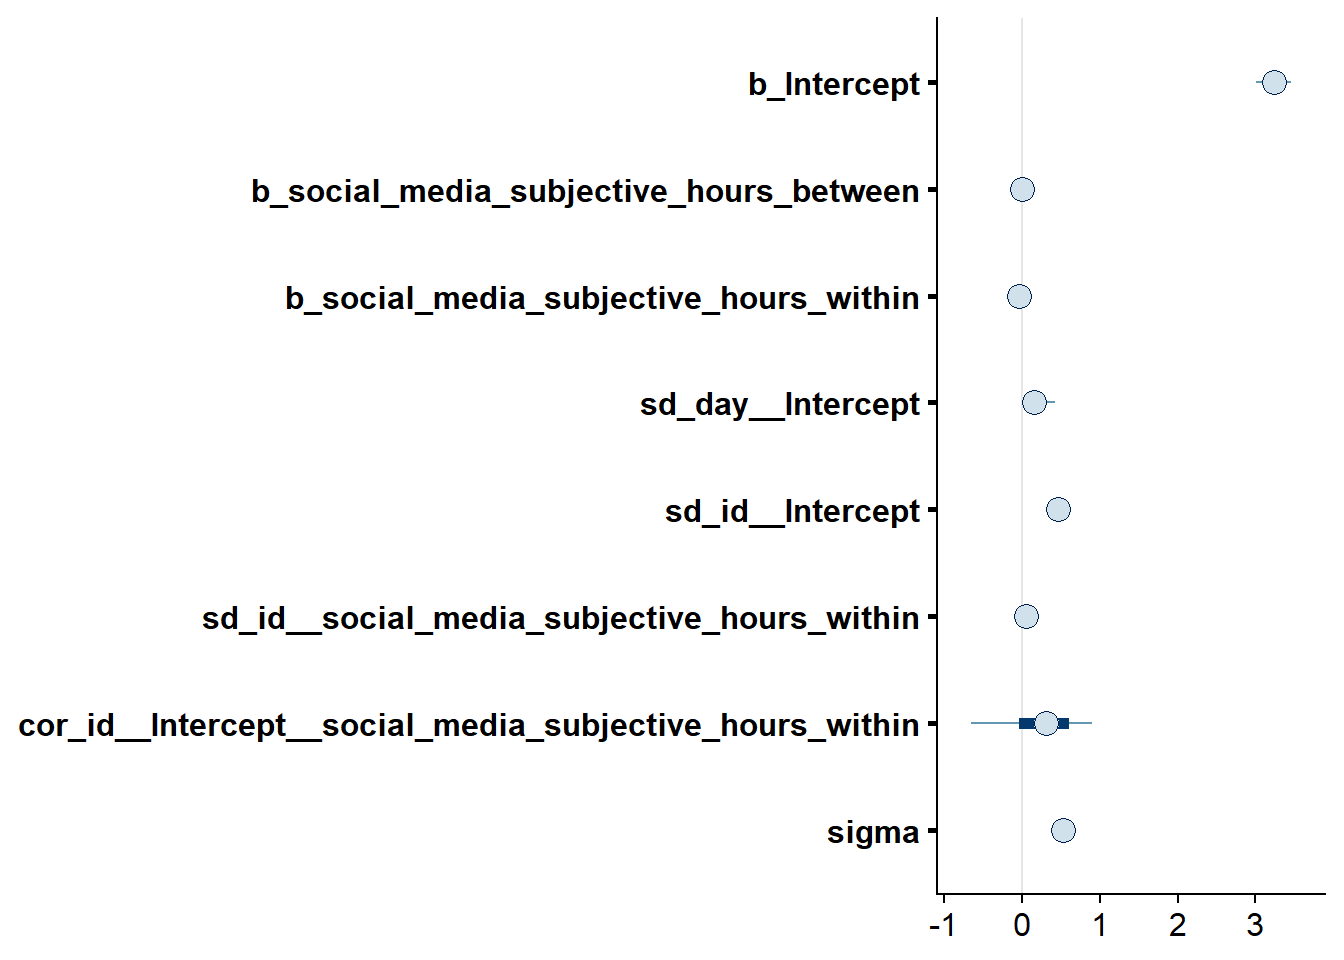 b_Intercept
b_social_media_subjective_hours_between
b_social_media_subjective_hours_within
sd_day__Intercept
sd_id__Intercept
sd_id__social_media_subjective_hours_within
cor_id__Intercept__social_media_subjective_hours_within
sigma
-1 0 1 2 3